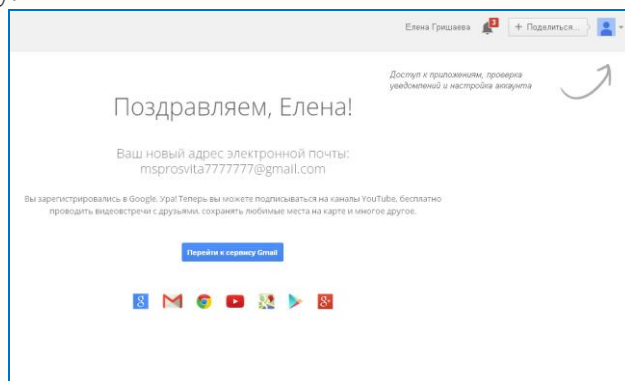 Елена Гришаева 3 + Поделиться...
Доступ к приложениям, проверка
уведомлений и настройка аккаунта
Поздравляем, Елена!
Ваш новый адрес электронной почты:
msprosvita7777777@gmail.com
Вы зарегистрировались в Google. Ура! Теперь вы можете подписываться на каналы YouTube, бесплатно
проводить видеовстречи с друзьями, сохранять любимые места на карте и многое другое.
Перейти к сервису Gmail